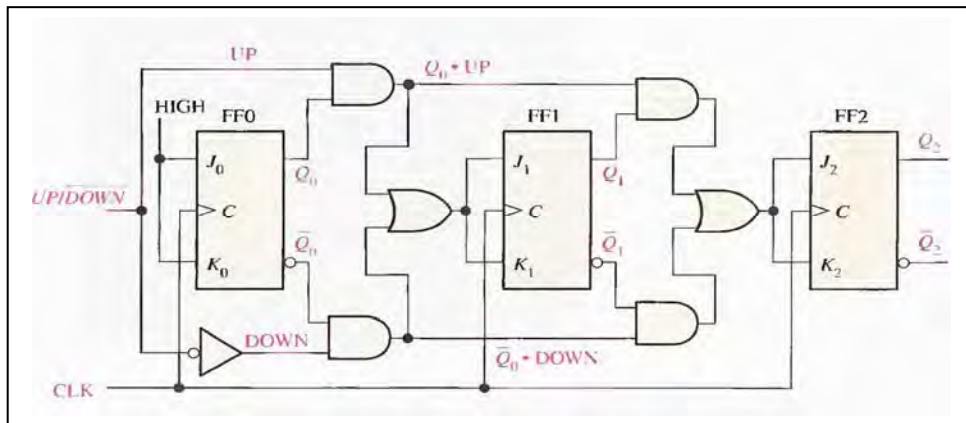 UP
Q₀ • UP
HIGH
FF0
FF1
FF2
J₀
Q₀
J₁
Q₁
J₂
Q₂
UP/D̅O̅W̅N̅
C
C
C
Q̅₀
Q̅₁
Q̅₂
K₀
K₁
K₂
DOWN
Q̅₀ • DOWN
CLK